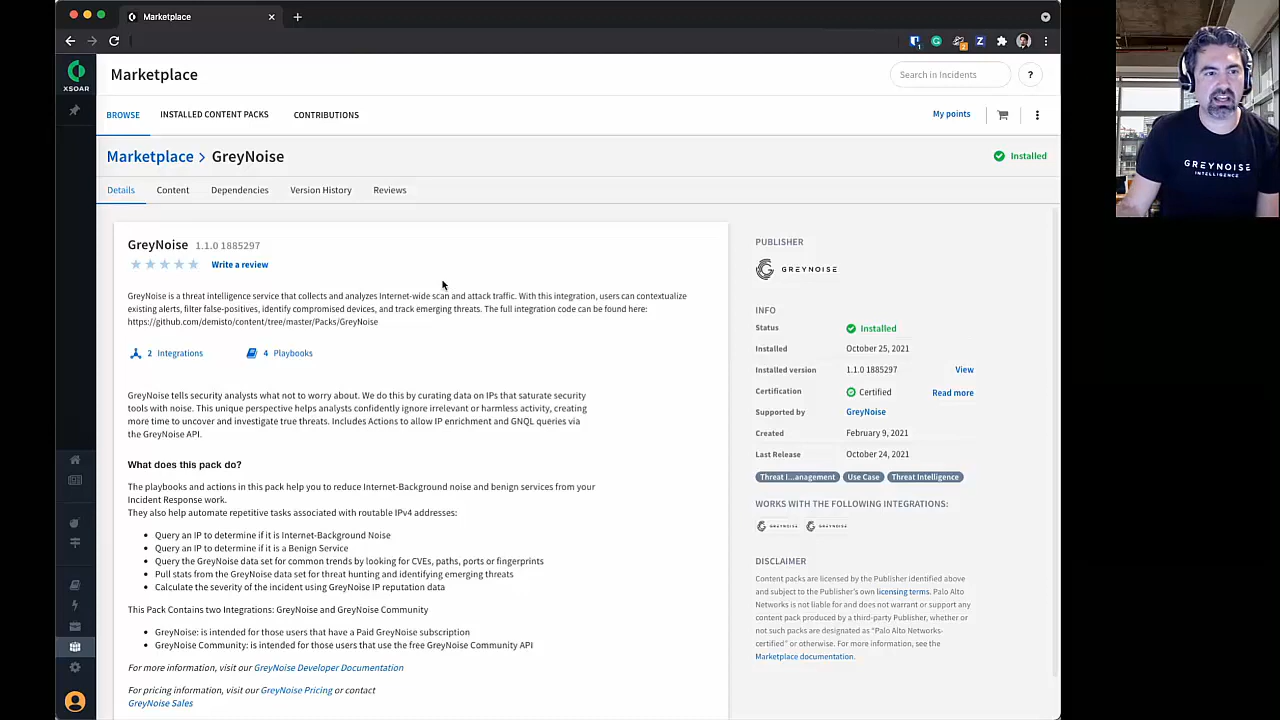 Marketplace
XSOAR
Marketplace
Search in Incidents
?
BROWSE
INSTALLED CONTENT PACKS
CONTRIBUTIONS
My points
Marketplace > GreyNoise
Installed
Details
Content
Dependencies
Version History
Reviews
GreyNoise 1.1.0 1885297
Write a review
GreyNoise is a threat intelligence service that collects and analyzes Internet-wide scan and attack traffic. With this integration, users can contextualize
existing alerts, filter false-positives, identify compromised devices, and track emerging threats. The full integration code can be found here:
https://github.com/demisto/content/tree/master/Packs/GreyNoise
2 Integrations
4 Playbooks
GreyNoise tells security analysts what not to worry about. We do this by curating data on IPs that saturate security
tools with noise. This unique perspective helps analysts confidently ignore irrelevant or harmless activity, creating
more time to uncover and investigate true threats. Includes Actions to allow IP enrichment and GNQL queries via
the GreyNoise API.
What does this pack do?
The playbooks and actions in this pack help you to reduce Internet-Background noise and benign services from your
Incident Response work.
They also help automate repetitive tasks associated with routable IPv4 addresses:
• Query an IP to determine if it is Internet-Background Noise
• Query an IP to determine if it is a Benign Service
• Query the GreyNoise data set for common trends by looking for CVEs, paths, ports or fingerprints
• Pull stats from the GreyNoise data set for threat hunting and identifying emerging threats
• Calculate the severity of the incident using GreyNoise IP reputation data
This Pack Contains two Integrations: GreyNoise and GreyNoise Community
• GreyNoise: is intended for those users that have a Paid GreyNoise subscription
• GreyNoise Community: is intended for those users that use the free GreyNoise Community API
For more information, visit our GreyNoise Developer Documentation
For pricing information, visit our GreyNoise Pricing or contact
GreyNoise Sales
PUBLISHER
GREYNOISE
INFO
Status Installed
Installed October 25, 2021
Installed version 1.1.0 1885297 View
Certification Certified Read more
Supported by GreyNoise
Created February 9, 2021
Last Release October 24, 2021
Threat I...anagement
Use Case
Threat Intelligence
WORKS WITH THE FOLLOWING INTEGRATIONS:
GREYNOISE
GREYNOISE
DISCLAIMER
Content packs are licensed by the Publisher identified above
and subject to the Publisher's own licensing terms. Palo Alto
Networks is not liable for and does not warrant or support any
content pack produced by a third-party Publisher, whether or
not such packs are designated as "Palo Alto Networks-
certified" or otherwise. For more information, see the
Marketplace documentation.
GREYNOISE
INTELLIGENCE